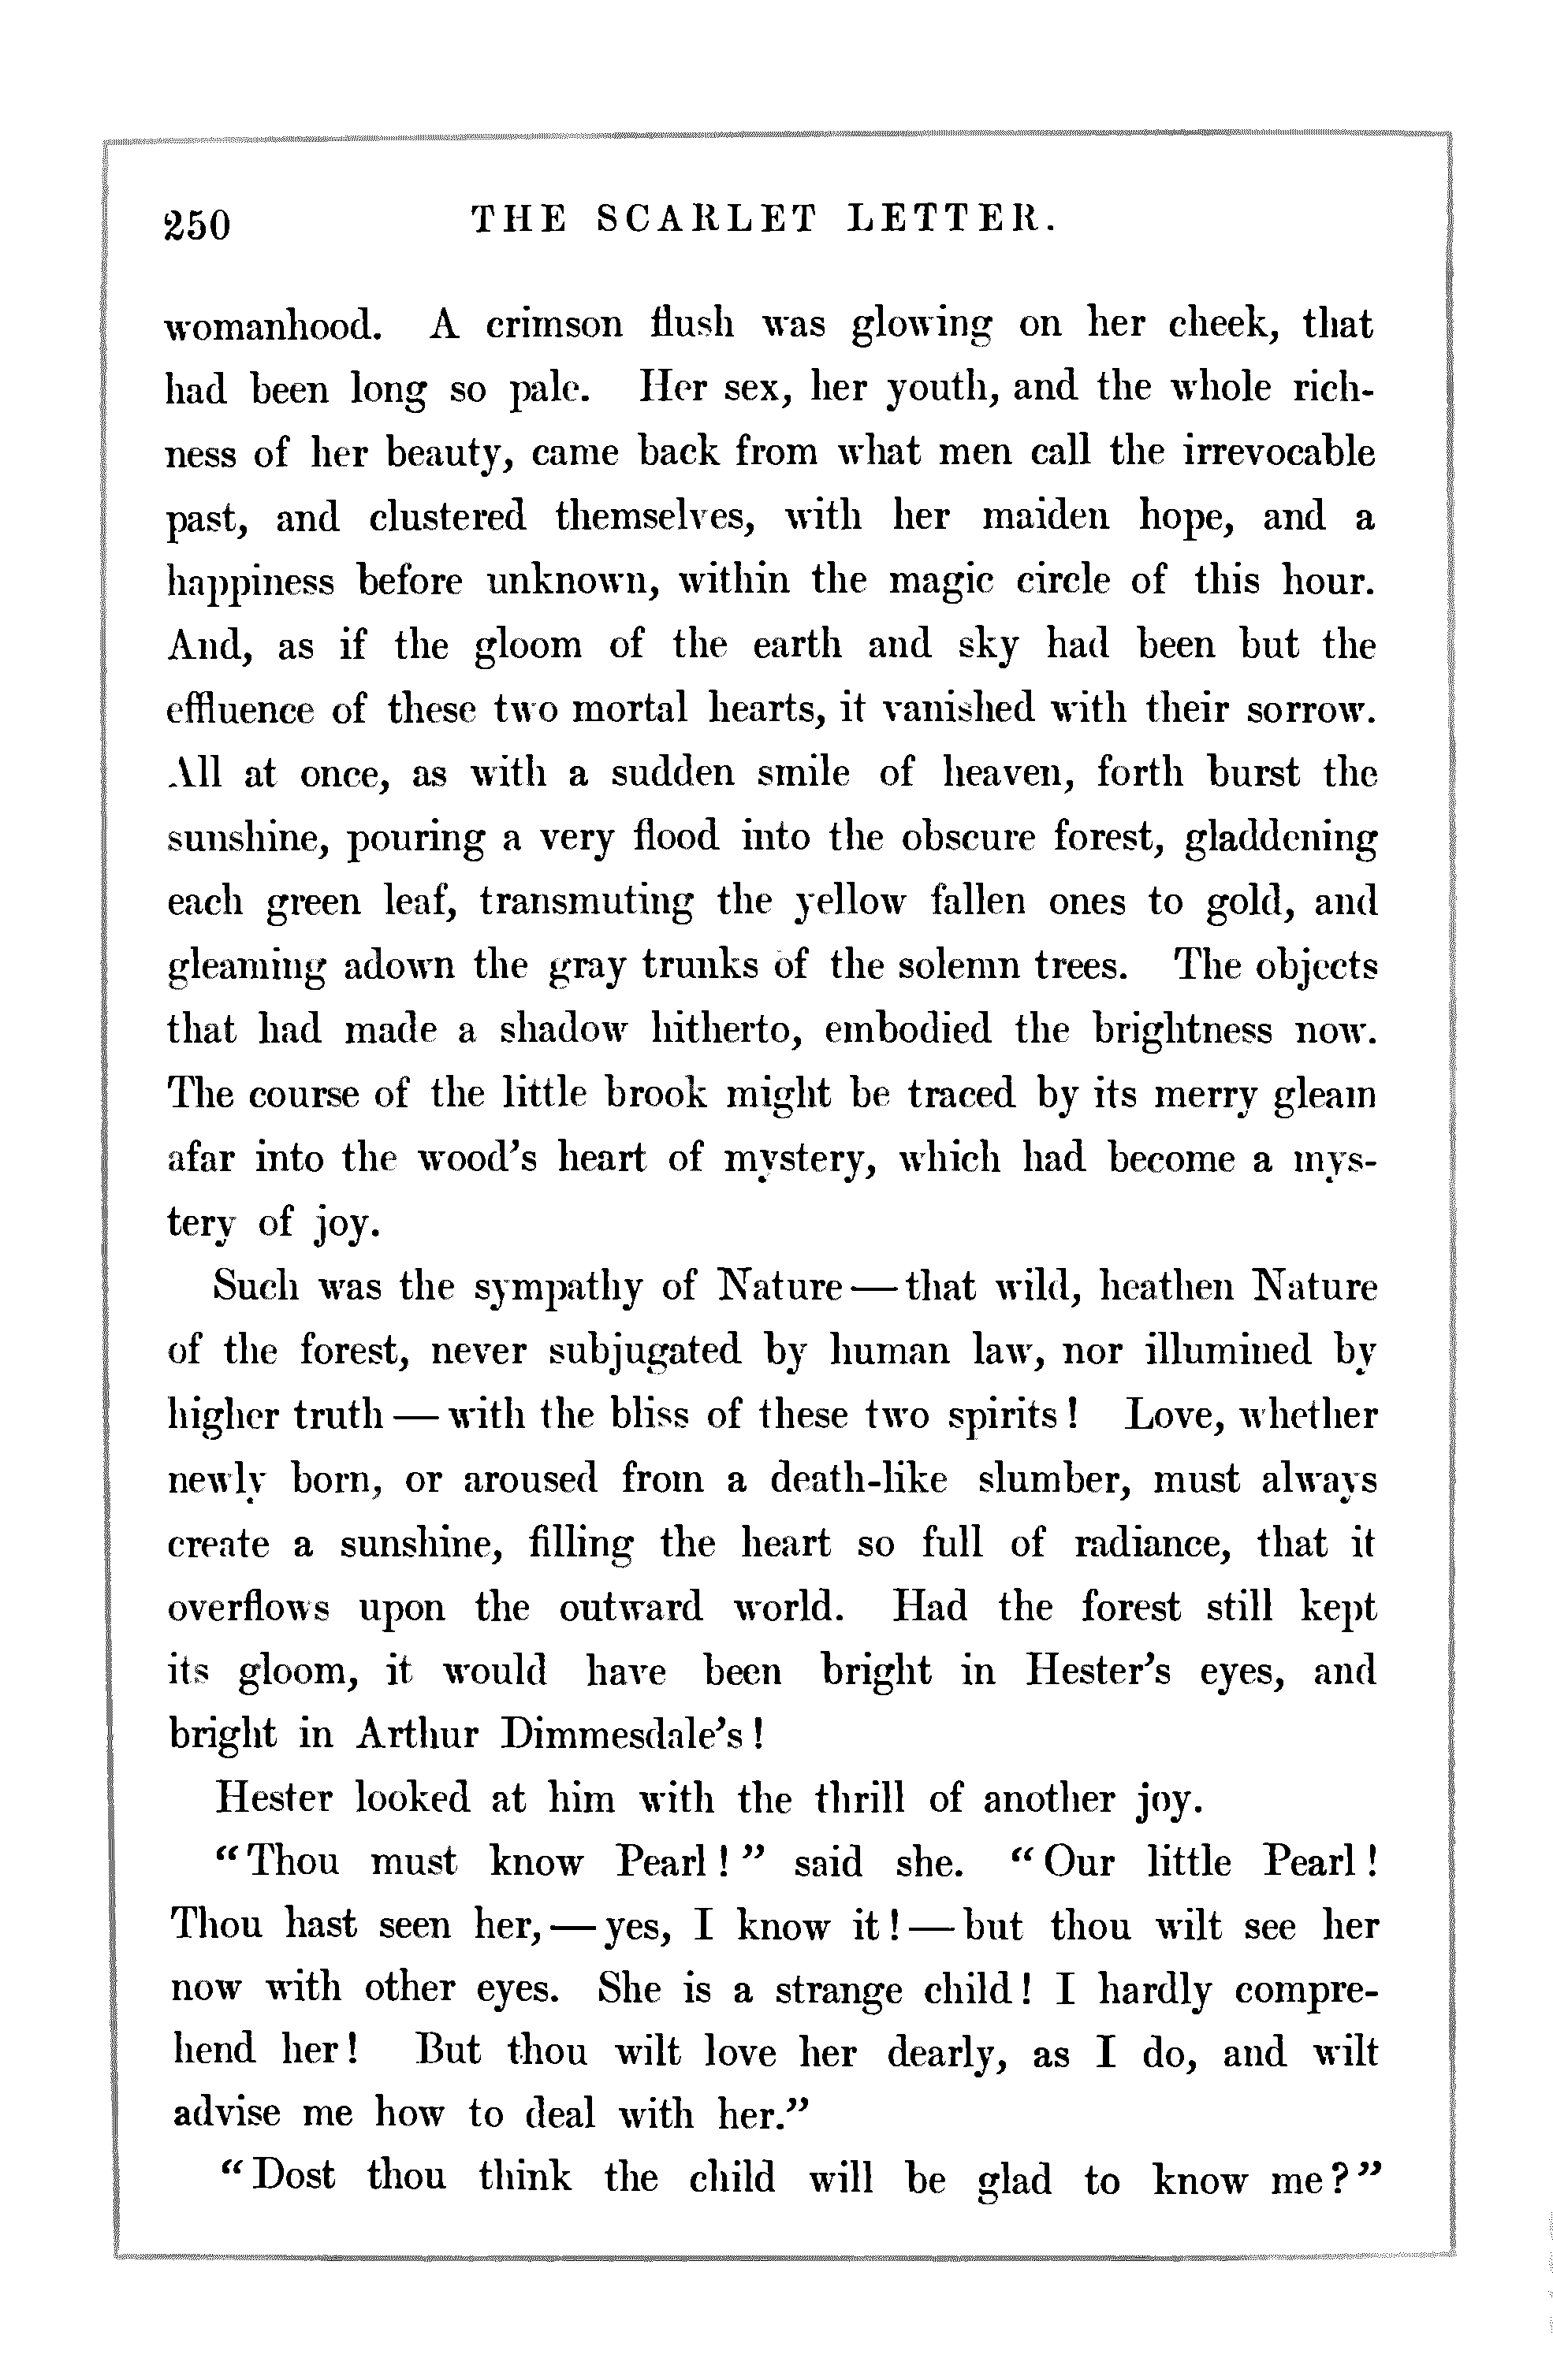 250 THE SCARLET LETTER.
womanhood. A crimson flush was glowing on her cheek, that
had been long so pale. Her sex, her youth, and the whole rich-
ness of her beauty, came back from what men call the irrevocable
past, and clustered themselves, with her maiden hope, and a
happiness before unknown, within the magic circle of this hour.
And, as if the gloom of the earth and sky had been but the
effluence of these two mortal hearts, it vanished with their sorrow.
All at once, as with a sudden smile of heaven, forth burst the
sunshine, pouring a very flood into the obscure forest, gladdening
each green leaf, transmuting the yellow fallen ones to gold, and
gleaming adown the gray trunks of the solemn trees. The objects
that had made a shadow hitherto, embodied the brightness now.
The course of the little brook might be traced by its merry gleam
afar into the wood's heart of mystery, which had become a mys-
tery of joy.
Such was the sympathy of Nature—that wild, heathen Nature
of the forest, never subjugated by human law, nor illumined by
higher truth—with the bliss of these two spirits! Love, whether
newly born, or aroused from a death-like slumber, must always
create a sunshine, filling the heart so full of radiance, that it
overflows upon the outward world. Had the forest still kept
its gloom, it would have been bright in Hester's eyes, and
bright in Arthur Dimmesdale's!
Hester looked at him with the thrill of another joy.
“Thou must know Pearl!” said she. “Our little Pearl!
Thou hast seen her,—yes, I know it!—but thou wilt see her
now with other eyes. She is a strange child! I hardly compre-
hend her! But thou wilt love her dearly, as I do, and wilt
advise me how to deal with her.”
“Dost thou think the child will be glad to know me?”